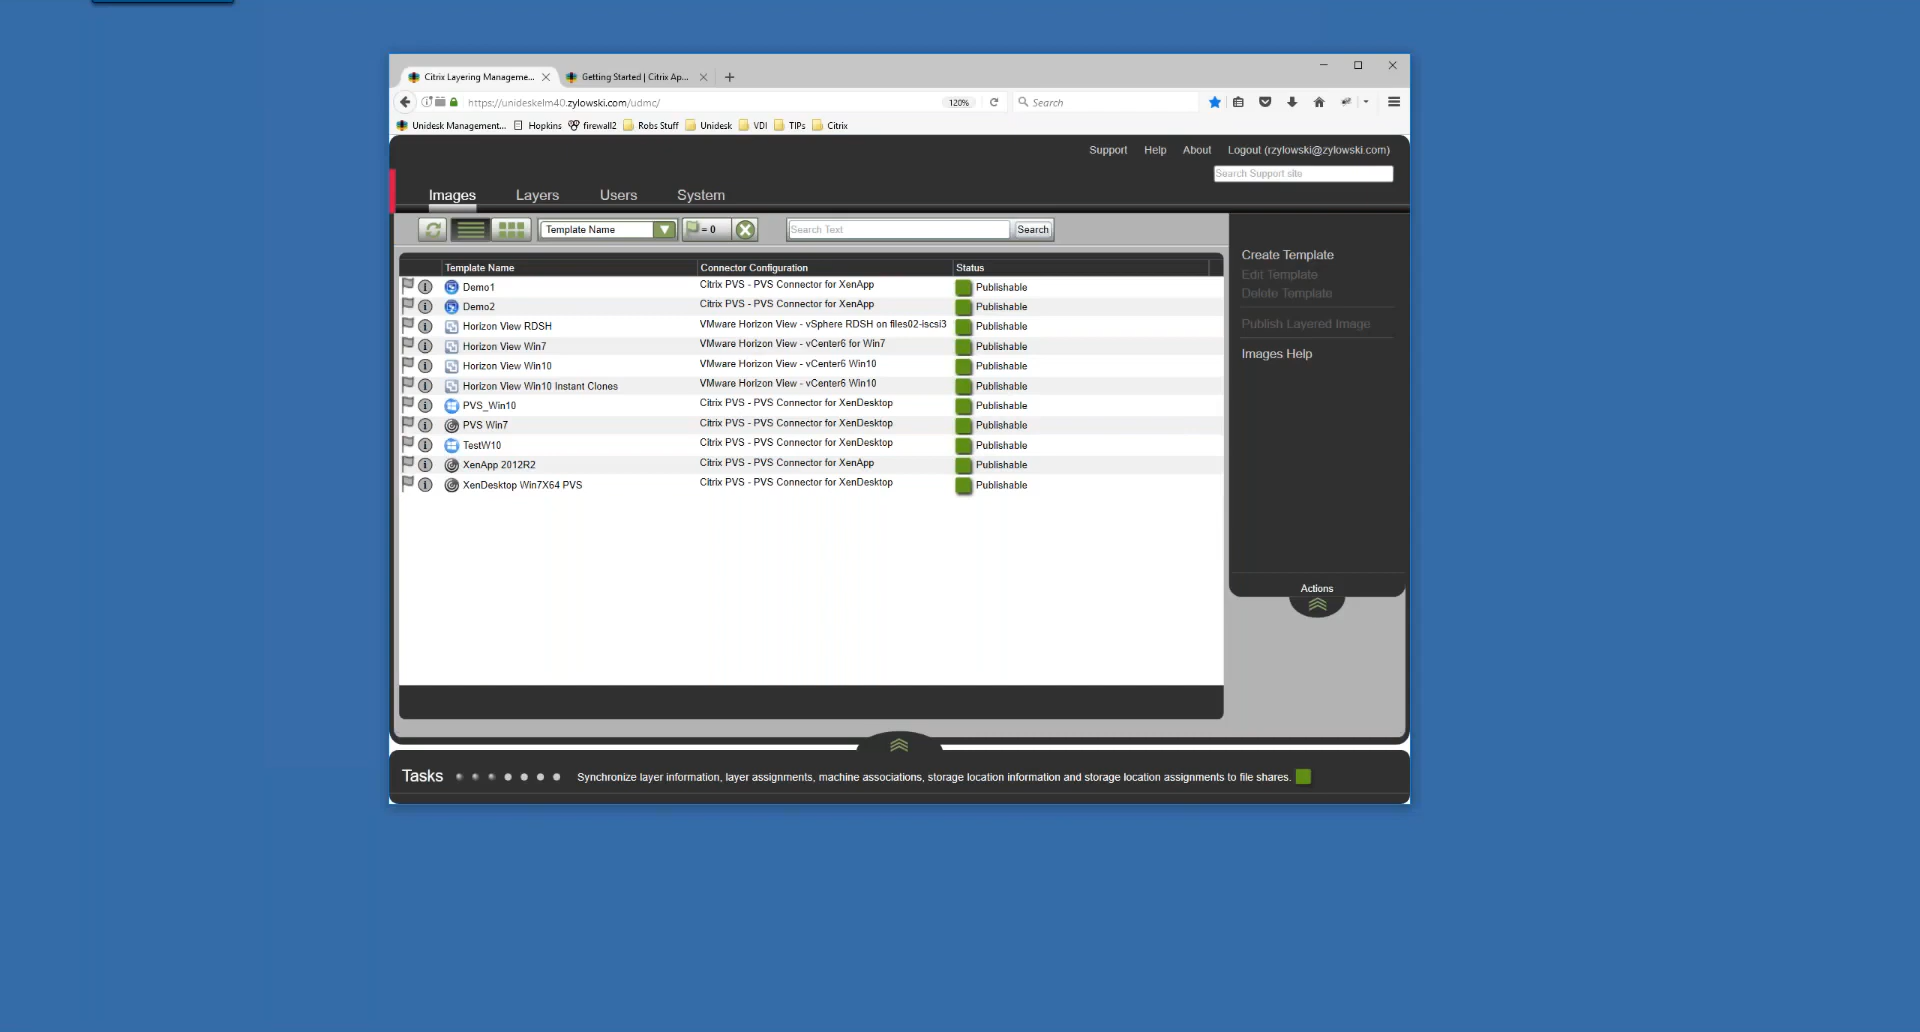 Citrix Layering Manageme...
Getting Started | Citrix Ap...
https://unideskelm40.zylowski.com/udmc/
120%
Search
Unidesk Management...
Hopkins
firewall2
Robs Stuff
Unidesk
VDI
TIPs
Citrix
Support Help About Logout (rzylowski@zylowski.com)
Search Support site
Images Layers Users System
Template Name
= 0
Search Text
Search
Template Name Connector Configuration Status
Demo1 Citrix PVS - PVS Connector for XenApp Publishable
Demo2 Citrix PVS - PVS Connector for XenApp Publishable
Horizon View RDSH VMware Horizon View - vSphere RDSH on files02-iscsi3 Publishable
Horizon View Win7 VMware Horizon View - vCenter6 for Win7 Publishable
Horizon View Win10 VMware Horizon View - vCenter6 Win10 Publishable
Horizon View Win10 Instant Clones VMware Horizon View - vCenter6 Win10 Publishable
PVS_Win10 Citrix PVS - PVS Connector for XenDesktop Publishable
PVS Win7 Citrix PVS - PVS Connector for XenDesktop Publishable
TestW10 Citrix PVS - PVS Connector for XenDesktop Publishable
XenApp 2012R2 Citrix PVS - PVS Connector for XenApp Publishable
XenDesktop Win7X64 PVS Citrix PVS - PVS Connector for XenDesktop Publishable
Create Template
Edit Template
Delete Template
Publish Layered Image
Images Help
Actions
Tasks
Synchronize layer information, layer assignments, machine associations, storage location information and storage location assignments to file shares.